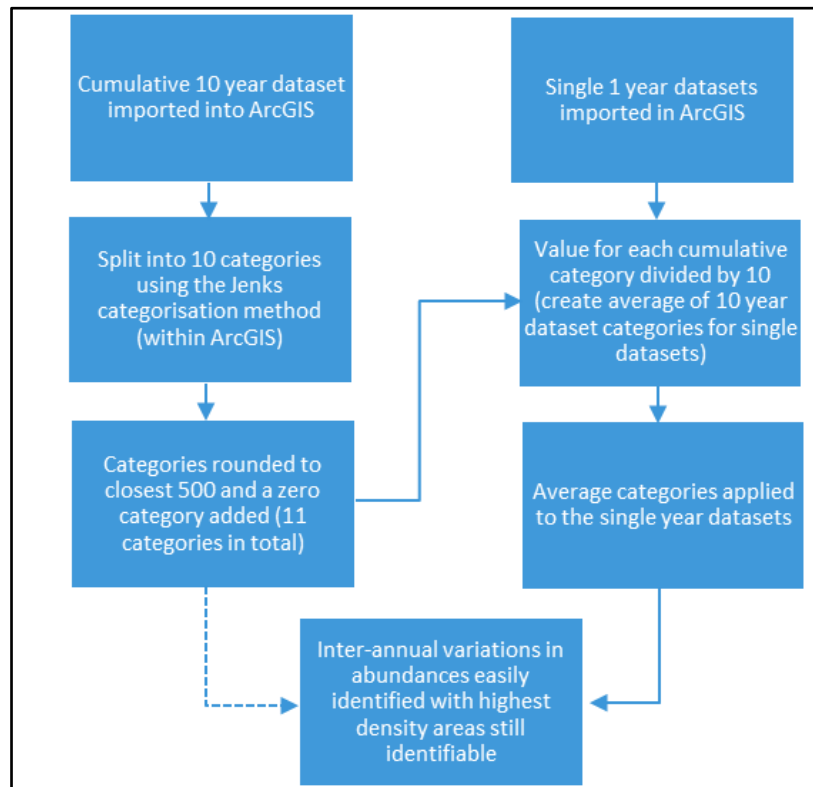 Cumulative 10 year dataset
imported into ArcGIS
Single 1 year datasets
imported in ArcGIS
Split into 10 categories
using the Jenks
categorisation method
(within ArcGIS)
Value for each cumulative
category divided by 10
(create average of 10 year
dataset categories for single
datasets)
Categories rounded to
closest 500 and a zero
category added (11
categories in total)
Average categories applied
to the single year datasets
Inter-annual variations in
abundances easily
identified with highest
density areas still
identifiable